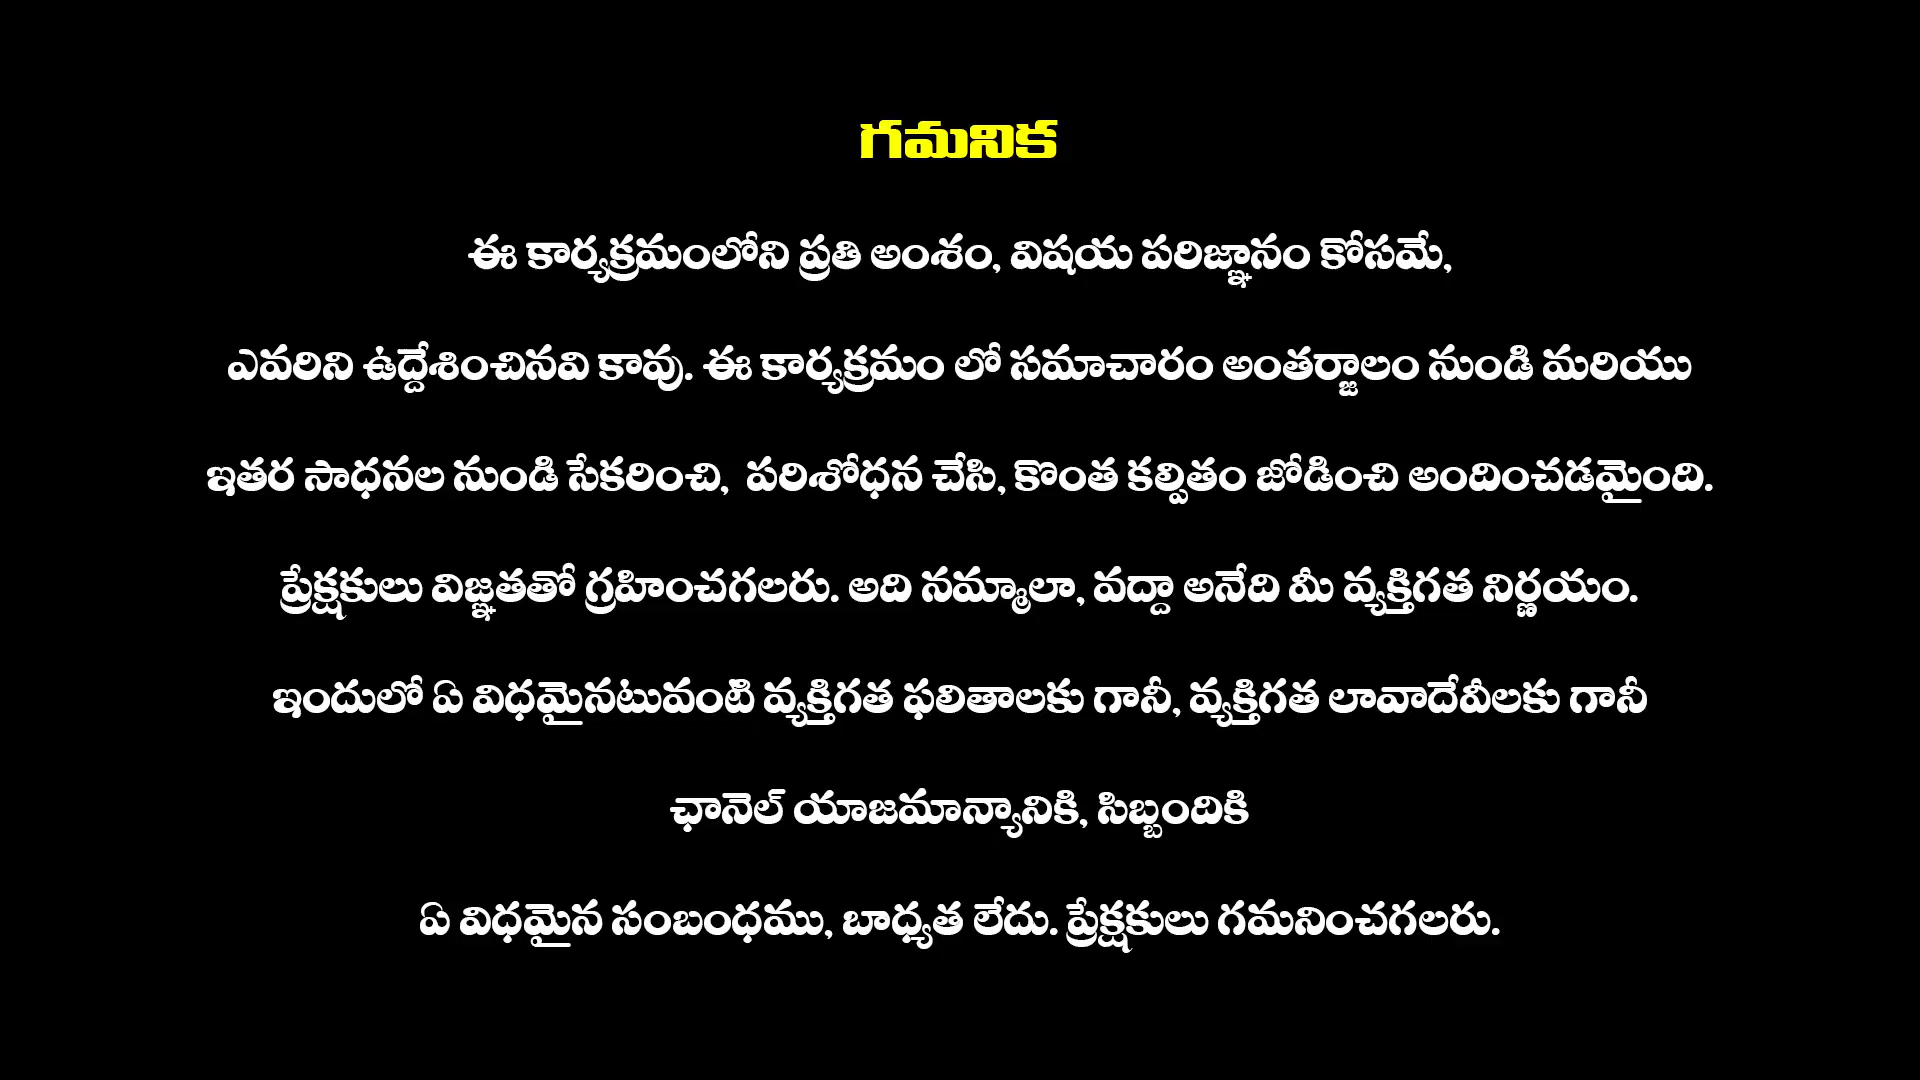 గమనిక
ఈ కార్యక్రమంలోని ప్రతి అంశం, విషయ పరిజ్ఞానం కోసమే,
ఎవరిని ఉద్దేశించినవి కావు. ఈ కార్యక్రమం లో సమాచారం అంతర్జాలం నుండి మరియు
ఇతర సాధనల నుండి సేకరించి, పరిశోధన చేసి, కొంత కల్పితం జోడించి అందించడమైంది.
ప్రేక్షకులు విజ్ఞతతో గ్రహించగలరు. అది నమ్మాలా, వద్దా అనేది మీ వ్యక్తిగత నిర్ణయం.
ఇందులో ఏ విధమైనటువంటి వ్యక్తిగత ఫలితాలకు గానీ, వ్యక్తిగత లావాదేవీలకు గానీ
ఛానెల్ యాజమాన్యానికి, సిబ్బందికి
ఏ విధమైన సంబంధము, బాధ్యత లేదు. ప్రేక్షకులు గమనించగలరు.